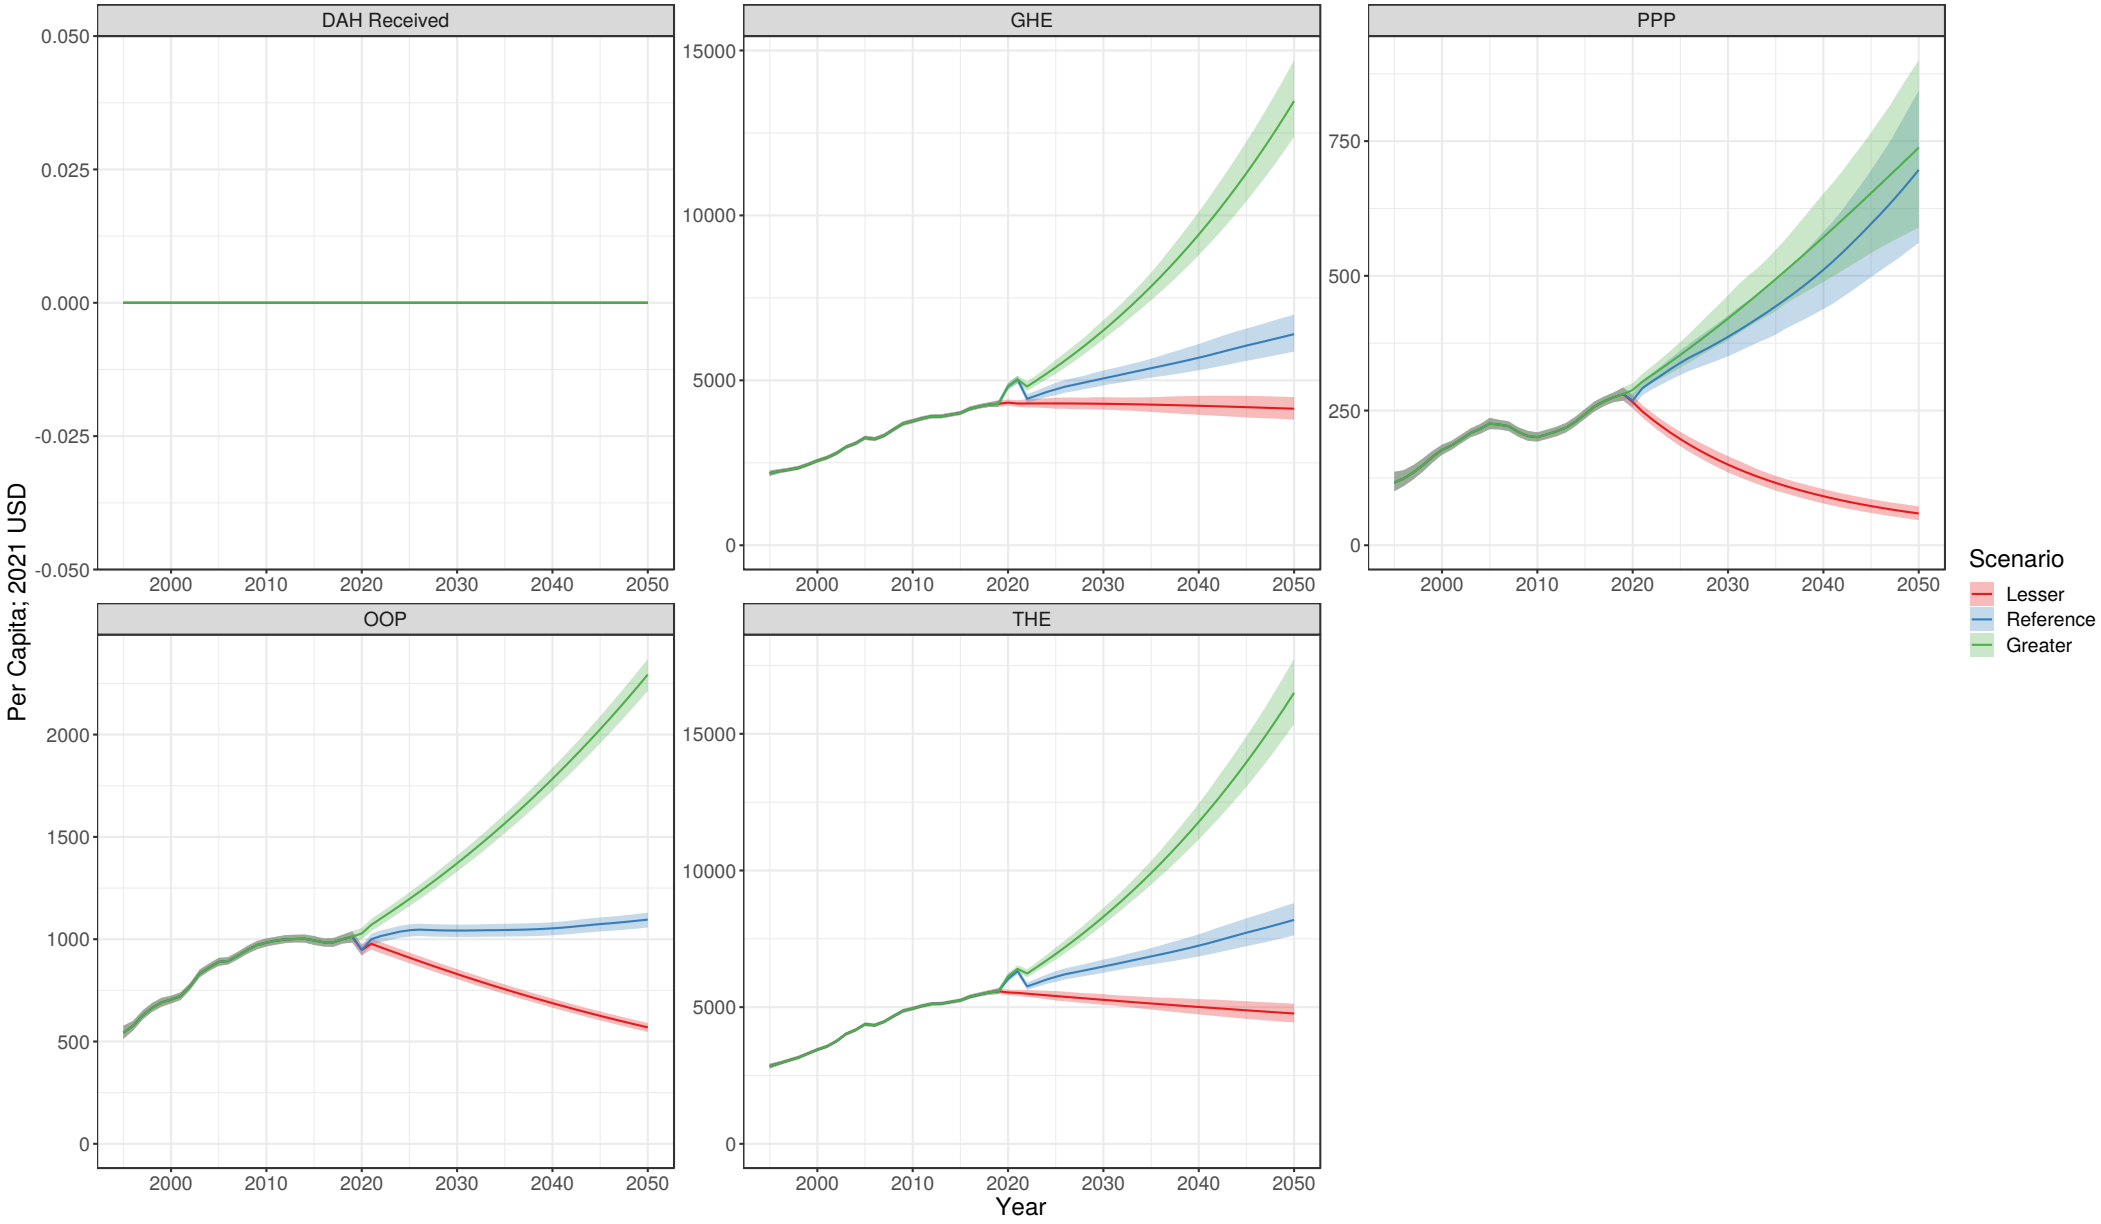 DAH Received
GHE
PPP
0.050
0.025
0.000
-0.025
-0.050
2000 2010 2020 2030 2040 2050
15000
10000
5000
0
2000 2010 2020 2030 2040 2050
750
500
250
0
2000 2010 2020 2030 2040 2050
OOP
THE
2000
1500
1000
500
0
2000 2010 2020 2030 2040 2050
15000
10000
5000
0
2000 2010 2020 2030 2040 2050
Year
Per Capita; 2021 USD
Scenario
Lesser
Reference
Greater